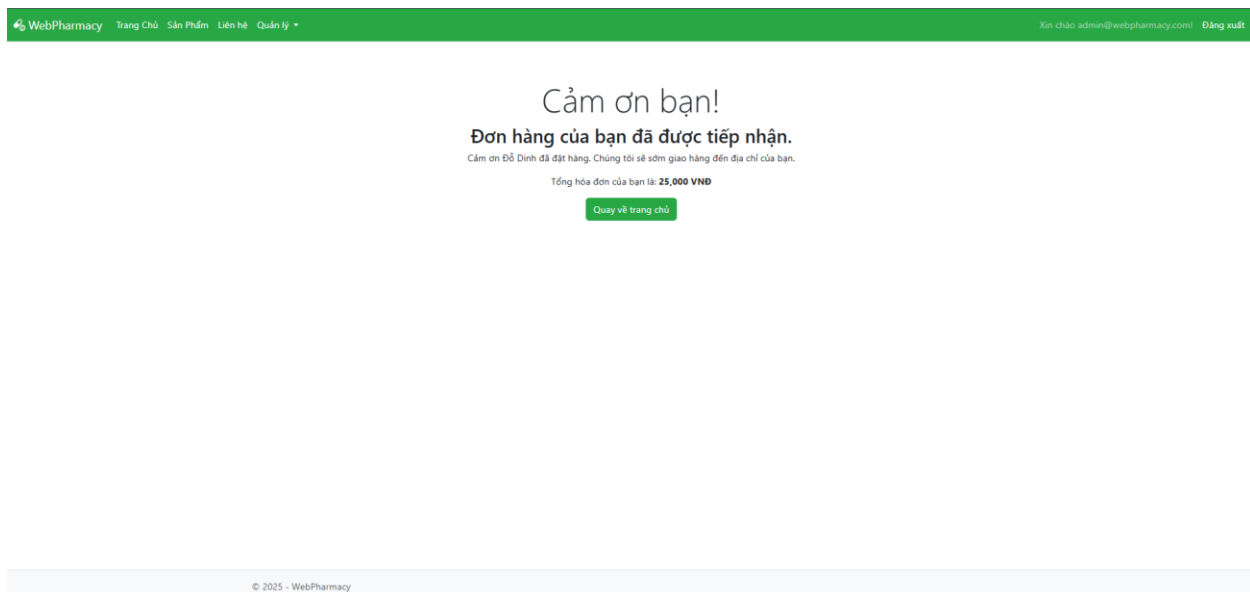 WebPharmacy Trang Chủ Sản Phẩm Liên hệ Quản lý Xin chào admin@webpharmacy.com! Đăng xuất
Cảm ơn bạn!
Đơn hàng của bạn đã được tiếp nhận.
Cảm ơn Đỗ Dinh đã đặt hàng. Chúng tôi sẽ sớm giao hàng đến địa chỉ của bạn.
Tổng hóa đơn của bạn là: 25,000 VNĐ
Quay về trang chủ
© 2025 - WebPharmacy